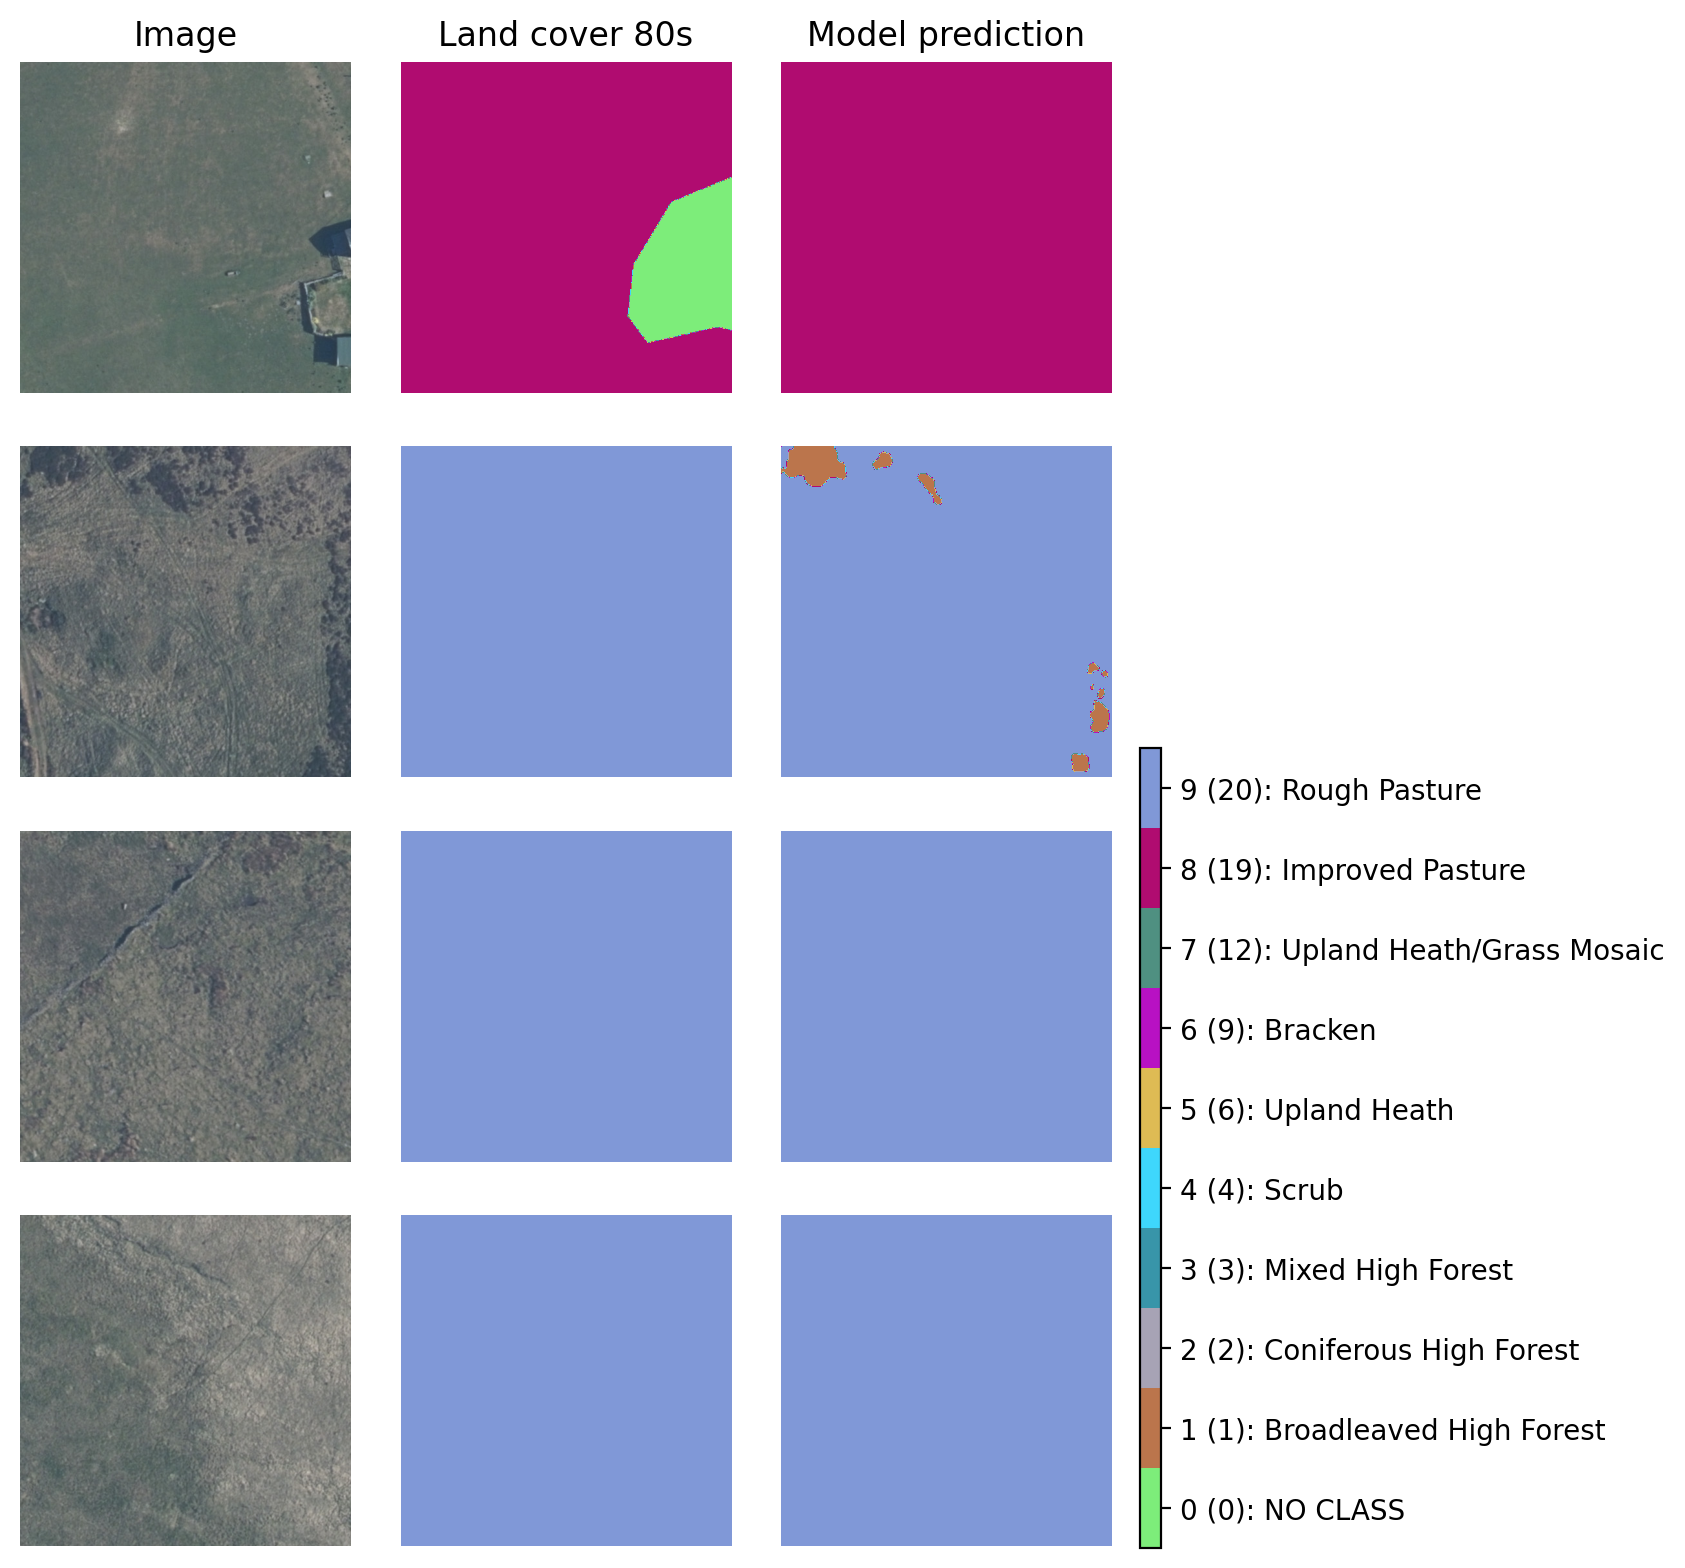 Image
Land cover 80s
Model prediction
9 (20): Rough Pasture
8 (19): Improved Pasture
7 (12): Upland Heath/Grass Mosaic
6 (9): Bracken
5 (6): Upland Heath
4 (4): Scrub
3 (3): Mixed High Forest
2 (2): Coniferous High Forest
1 (1): Broadleaved High Forest
0 (0): NO CLASS